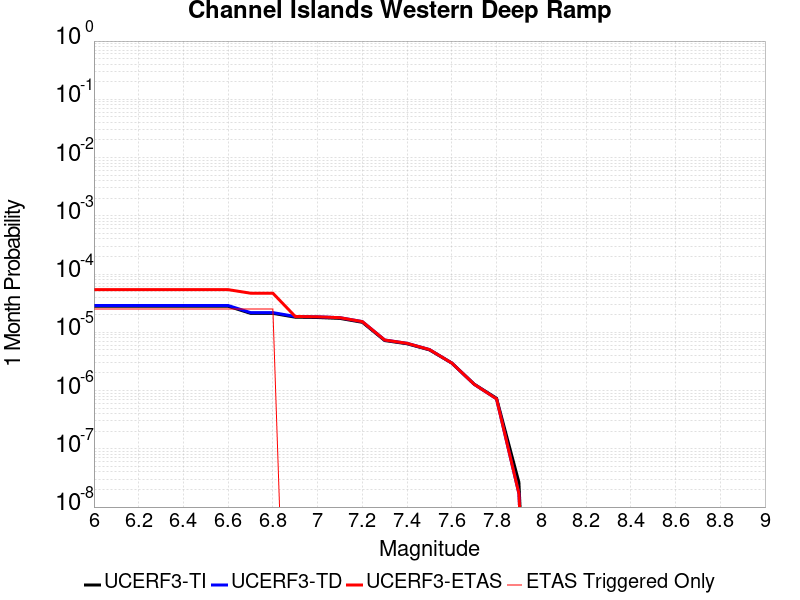 Channel Islands Western Deep Ramp
1 Month Probability
10^0
10^-1
10^-2
10^-3
10^-4
10^-5
10^-6
10^-7
10^-8
6 6.2 6.4 6.6 6.8 7 7.2 7.4 7.6 7.8 8 8.2 8.4 8.6 8.8 9
Magnitude
UCERF3-TI UCERF3-TD UCERF3-ETAS ETAS Triggered Only